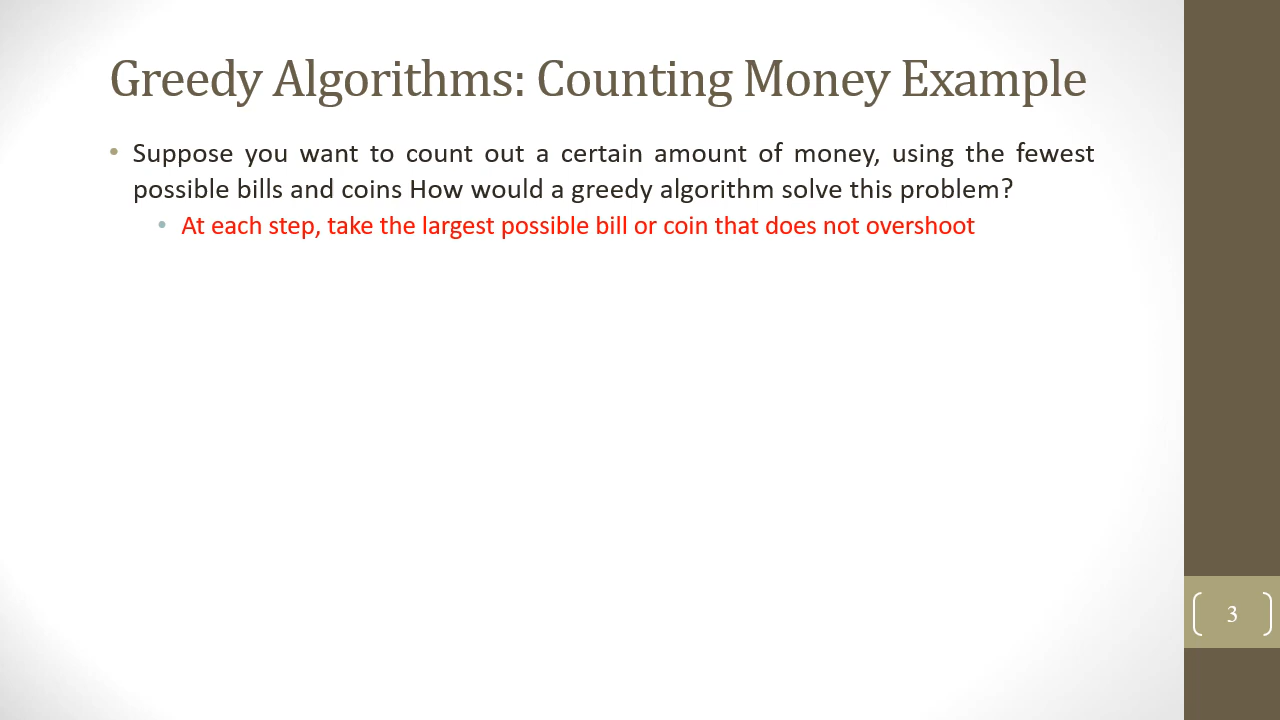 Greedy Algorithms: Counting Money Example
• Suppose you want to count out a certain amount of money, using the fewest
possible bills and coins How would a greedy algorithm solve this problem?
• At each step, take the largest possible bill or coin that does not overshoot
3